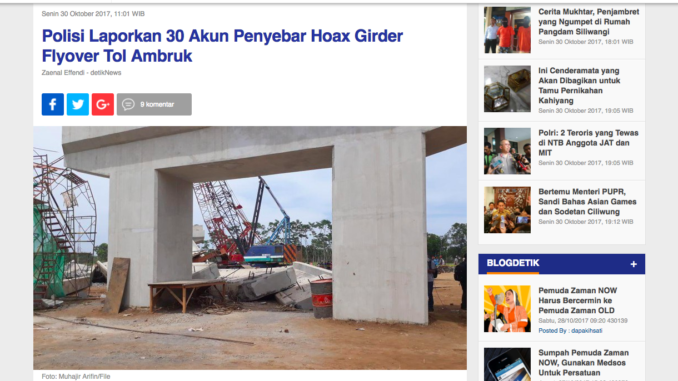 Senin 30 Oktober 2017, 11:01 WIB
Polisi Laporkan 30 Akun Penyebar Hoax Girder
Flyover Tol Ambruk
Zaenal Effendi - detikNews
f
G+
9 komentar
Foto: Muhajir Arifin/File
Cerita Mukhtar, Penjambret
yang Ngumpet di Rumah
Pangdam Siliwangi
Senin 30 Oktober 2017, 19:01 WIB
Ini Cenderamata yang
Akan Dibagikan untuk
Tamu Pernikahan
Kahiyang
Senin 30 Oktober 2017, 19:05 WIB
Polri: 2 Teroris yang Tewas
di NTB Anggota JAT dan
MIT
Senin 30 Oktober 2017, 19:05 WIB
Bertemu Menteri PUPR,
Sandi Bahas Asian Games
dan Sodetan Ciliwung
Senin 30 Oktober 2017, 19:12 WIB
BLOGDETIK +
Pemuda Zaman NOW
Harus Bercermin ke
Pemuda Zaman OLD
Sabtu, 28/10/2017 09:20 430139
Posted By : dapakihsati
Sumpah Pemuda Zaman
NOW, Gunakan Medsos
Untuk Persatuan